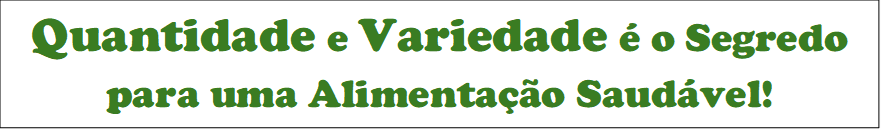 Quantidade e Variedade é o Segredo
para uma Alimentação Saudável!